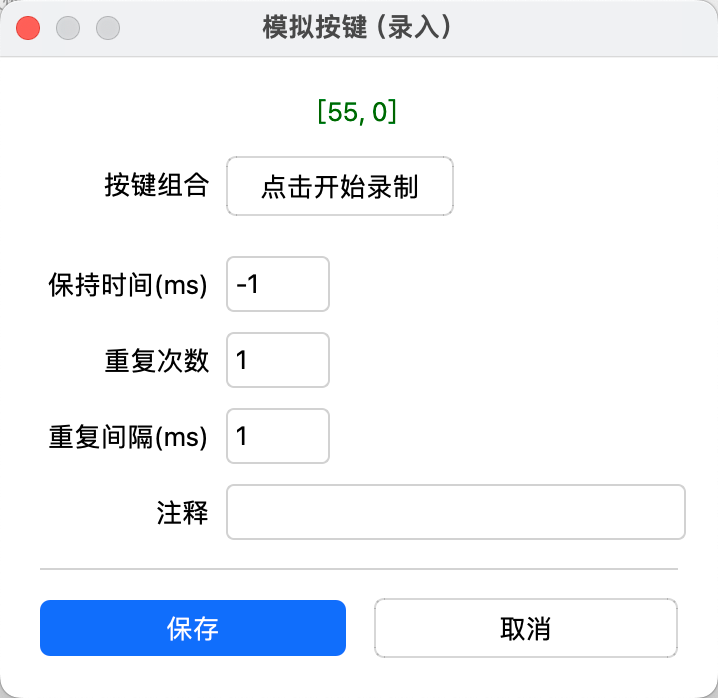 模拟按键 (录入)
[55, 0]
按键组合 点击开始录制
保持时间(ms) -1
重复次数 1
重复间隔(ms) 1
注释
保存 取消